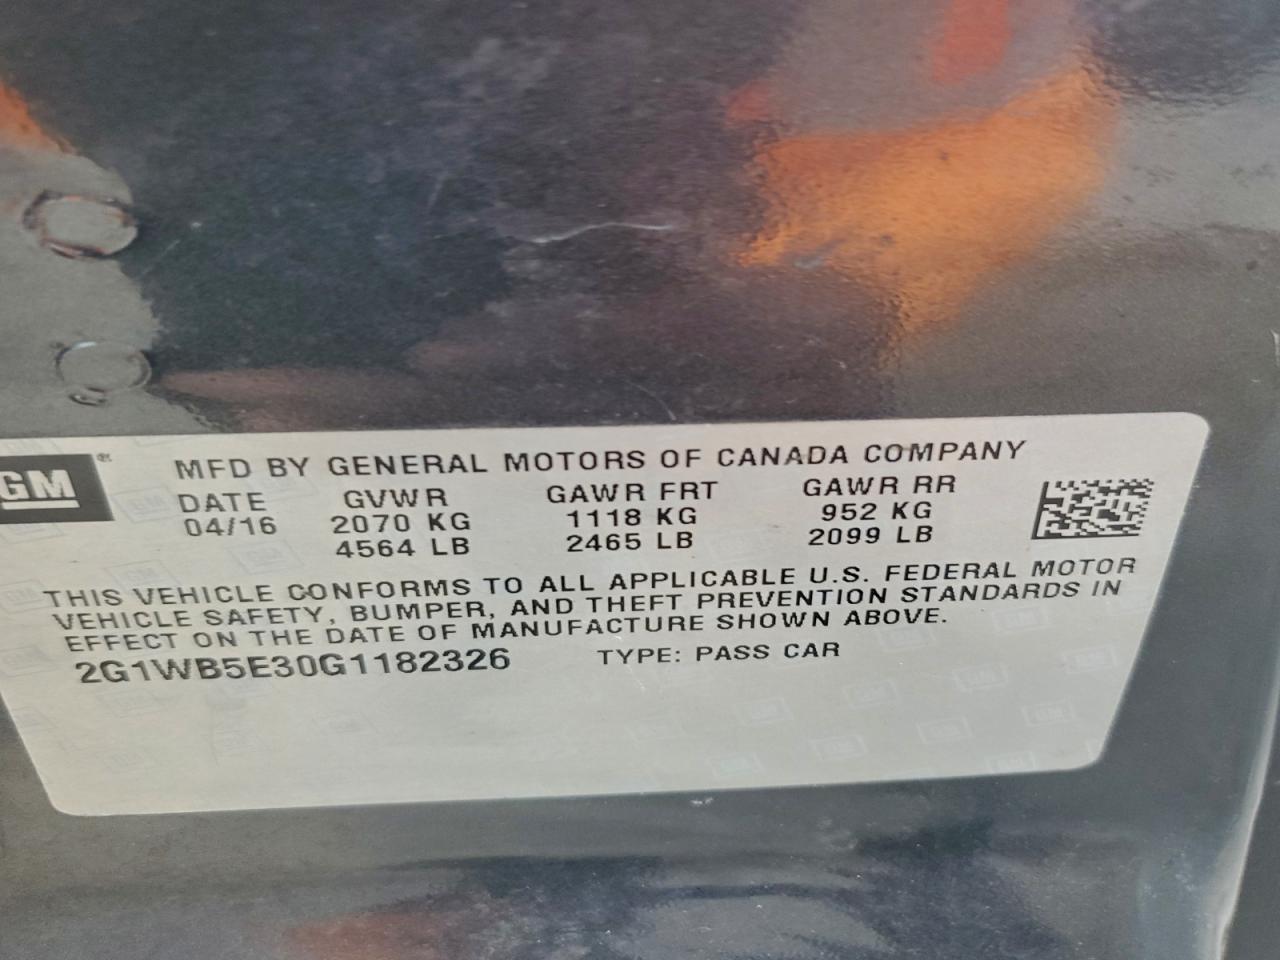 GM
MFD BY GENERAL MOTORS OF CANADA COMPANY
DATE GVWR GAWR FRT GAWR RR
04/16 2070 KG 1118 KG 952 KG
4564 LB 2465 LB 2099 LB
THIS VEHICLE CONFORMS TO ALL APPLICABLE U.S. FEDERAL MOTOR
VEHICLE SAFETY, BUMPER, AND THEFT PREVENTION STANDARDS IN
EFFECT ON THE DATE OF MANUFACTURE SHOWN ABOVE.
2G1WB5E30G1182326 TYPE: PASS CAR